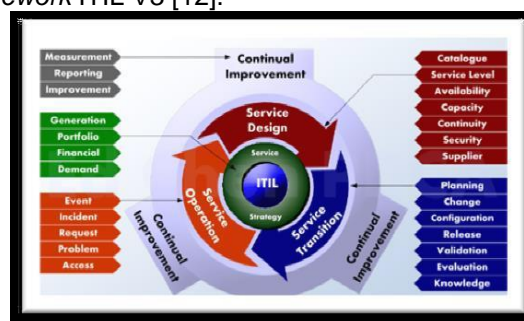 ework ITIL V3 [12].
Measurement
Reporting
Improvement
Generation
Portfolio
Financial
Demand
Event
Incident
Request
Problem
Access
Continual
Improvement
Service
Design
Service
ITIL
Strategy
Service
Operation
Service
Transition
Continual
Improvement
Continual
Improvement
Catalogue
Service Level
Availability
Capacity
Continuity
Security
Supplier
Planning
Change
Configuration
Release
Validation
Evaluation
Knowledge